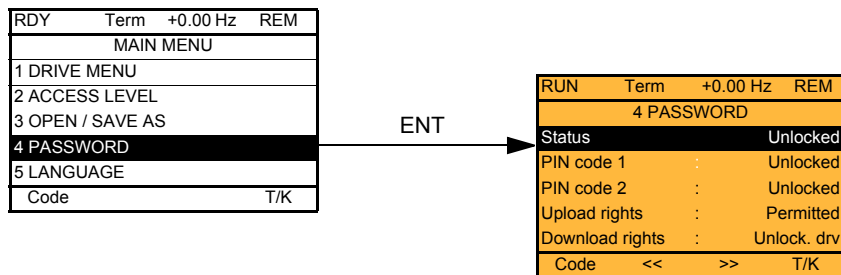 RDY Term +0.00 Hz REM
MAIN MENU
1 DRIVE MENU
2 ACCESS LEVEL
3 OPEN / SAVE AS
4 PASSWORD
5 LANGUAGE
Code T/K
ENT
RUN Term +0.00 Hz REM
4 PASSWORD
Status Unlocked
PIN code 1 : Unlocked
PIN code 2 : Unlocked
Upload rights : Permitted
Download rights : Unlock. drv
Code << >> T/K